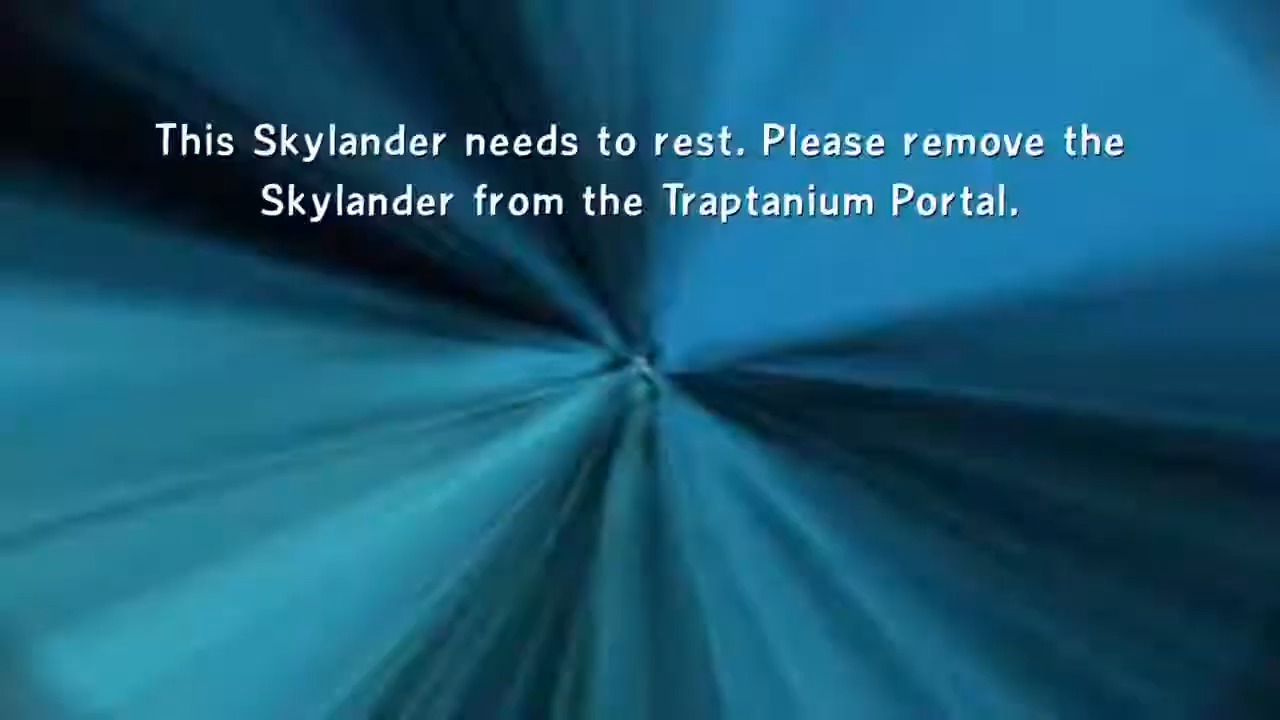 This Skylander needs to rest. Please remove the
Skylander from the Traptanium Portal.